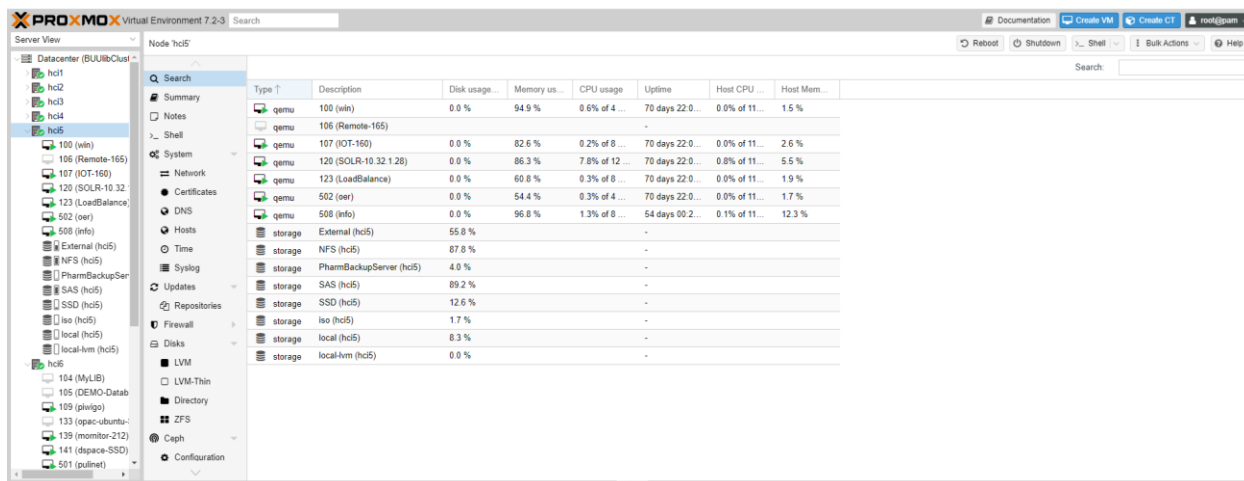 PROXMOX Virtual Environment 7.2-3 Search
Documentation Create VM Create CT root@pam
Server View
Node 'hci5'
Reboot Shutdown >_ Shell Bulk Actions Help
Search:
Datacenter (BUUlibClust
hci1
hci2
hci3
hci4
hci5
100 (win)
106 (Remote-165)
107 (IOT-160)
120 (SOLR-10.32.
123 (LoadBalance)
502 (oer)
508 (info)
External (hci5)
NFS (hci5)
PharmBackupSer
SAS (hci5)
SSD (hci5)
iso (hci5)
local (hci5)
local-lvm (hci5)
hci6
104 (MyLIB)
105 (DEMO-Datab
109 (piwigo)
133 (opac-ubuntu-
139 (mornitor-212)
141 (dspace-SSD)
501 (pulinet)
Search
Summary
Notes
>_ Shell
System
Network
Certificates
DNS
Hosts
Time
Syslog
Updates
Repositories
Firewall
Disks
LVM
LVM-Thin
Directory
ZFS
Ceph
Configuration
Type ↑ Description Disk usage... Memory us... CPU usage Uptime Host CPU ... Host Mem...
qemu 100 (win) 0.0 % 94.9 % 0.6% of 4 ... 70 days 22:0... 0.0% of 11... 1.5 %
qemu 106 (Remote-165) -
qemu 107 (IOT-160) 0.0 % 82.6 % 0.2% of 8 ... 70 days 22:0... 0.0% of 11... 2.6 %
qemu 120 (SOLR-10.32.1.28) 0.0 % 86.3 % 7.8% of 12 ... 70 days 22:0... 0.8% of 11... 5.5 %
qemu 123 (LoadBalance) 0.0 % 60.8 % 0.3% of 8 ... 70 days 22:0... 0.0% of 11... 1.9 %
qemu 502 (oer) 0.0 % 54.4 % 0.3% of 4 ... 70 days 22:0... 0.0% of 11... 1.7 %
qemu 508 (info) 0.0 % 96.8 % 1.3% of 8 ... 54 days 00:2... 0.1% of 11... 12.3 %
storage External (hci5) 55.8 % -
storage NFS (hci5) 87.8 % -
storage PharmBackupServer (hci5) 4.0 % -
storage SAS (hci5) 89.2 % -
storage SSD (hci5) 12.6 % -
storage iso (hci5) 1.7 % -
storage local (hci5) 8.3 % -
storage local-lvm (hci5) 0.0 % -